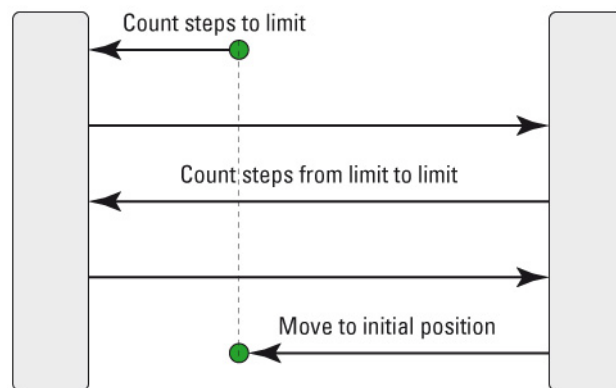 Count steps to limit
Count steps from limit to limit
Move to initial position